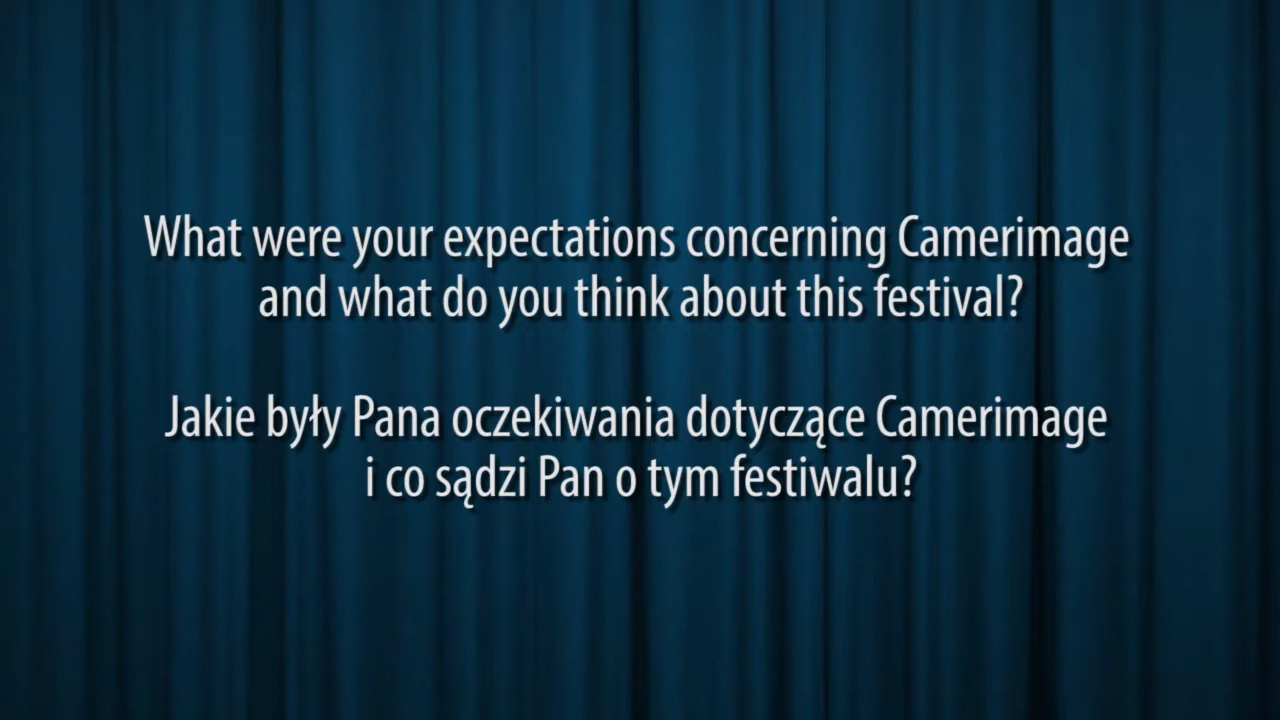 What were your expectations concerning Camerimage
and what do you think about this festival?
Jakie były Pana oczekiwania dotyczące Camerimage
i co sądzi Pan o tym festiwalu?